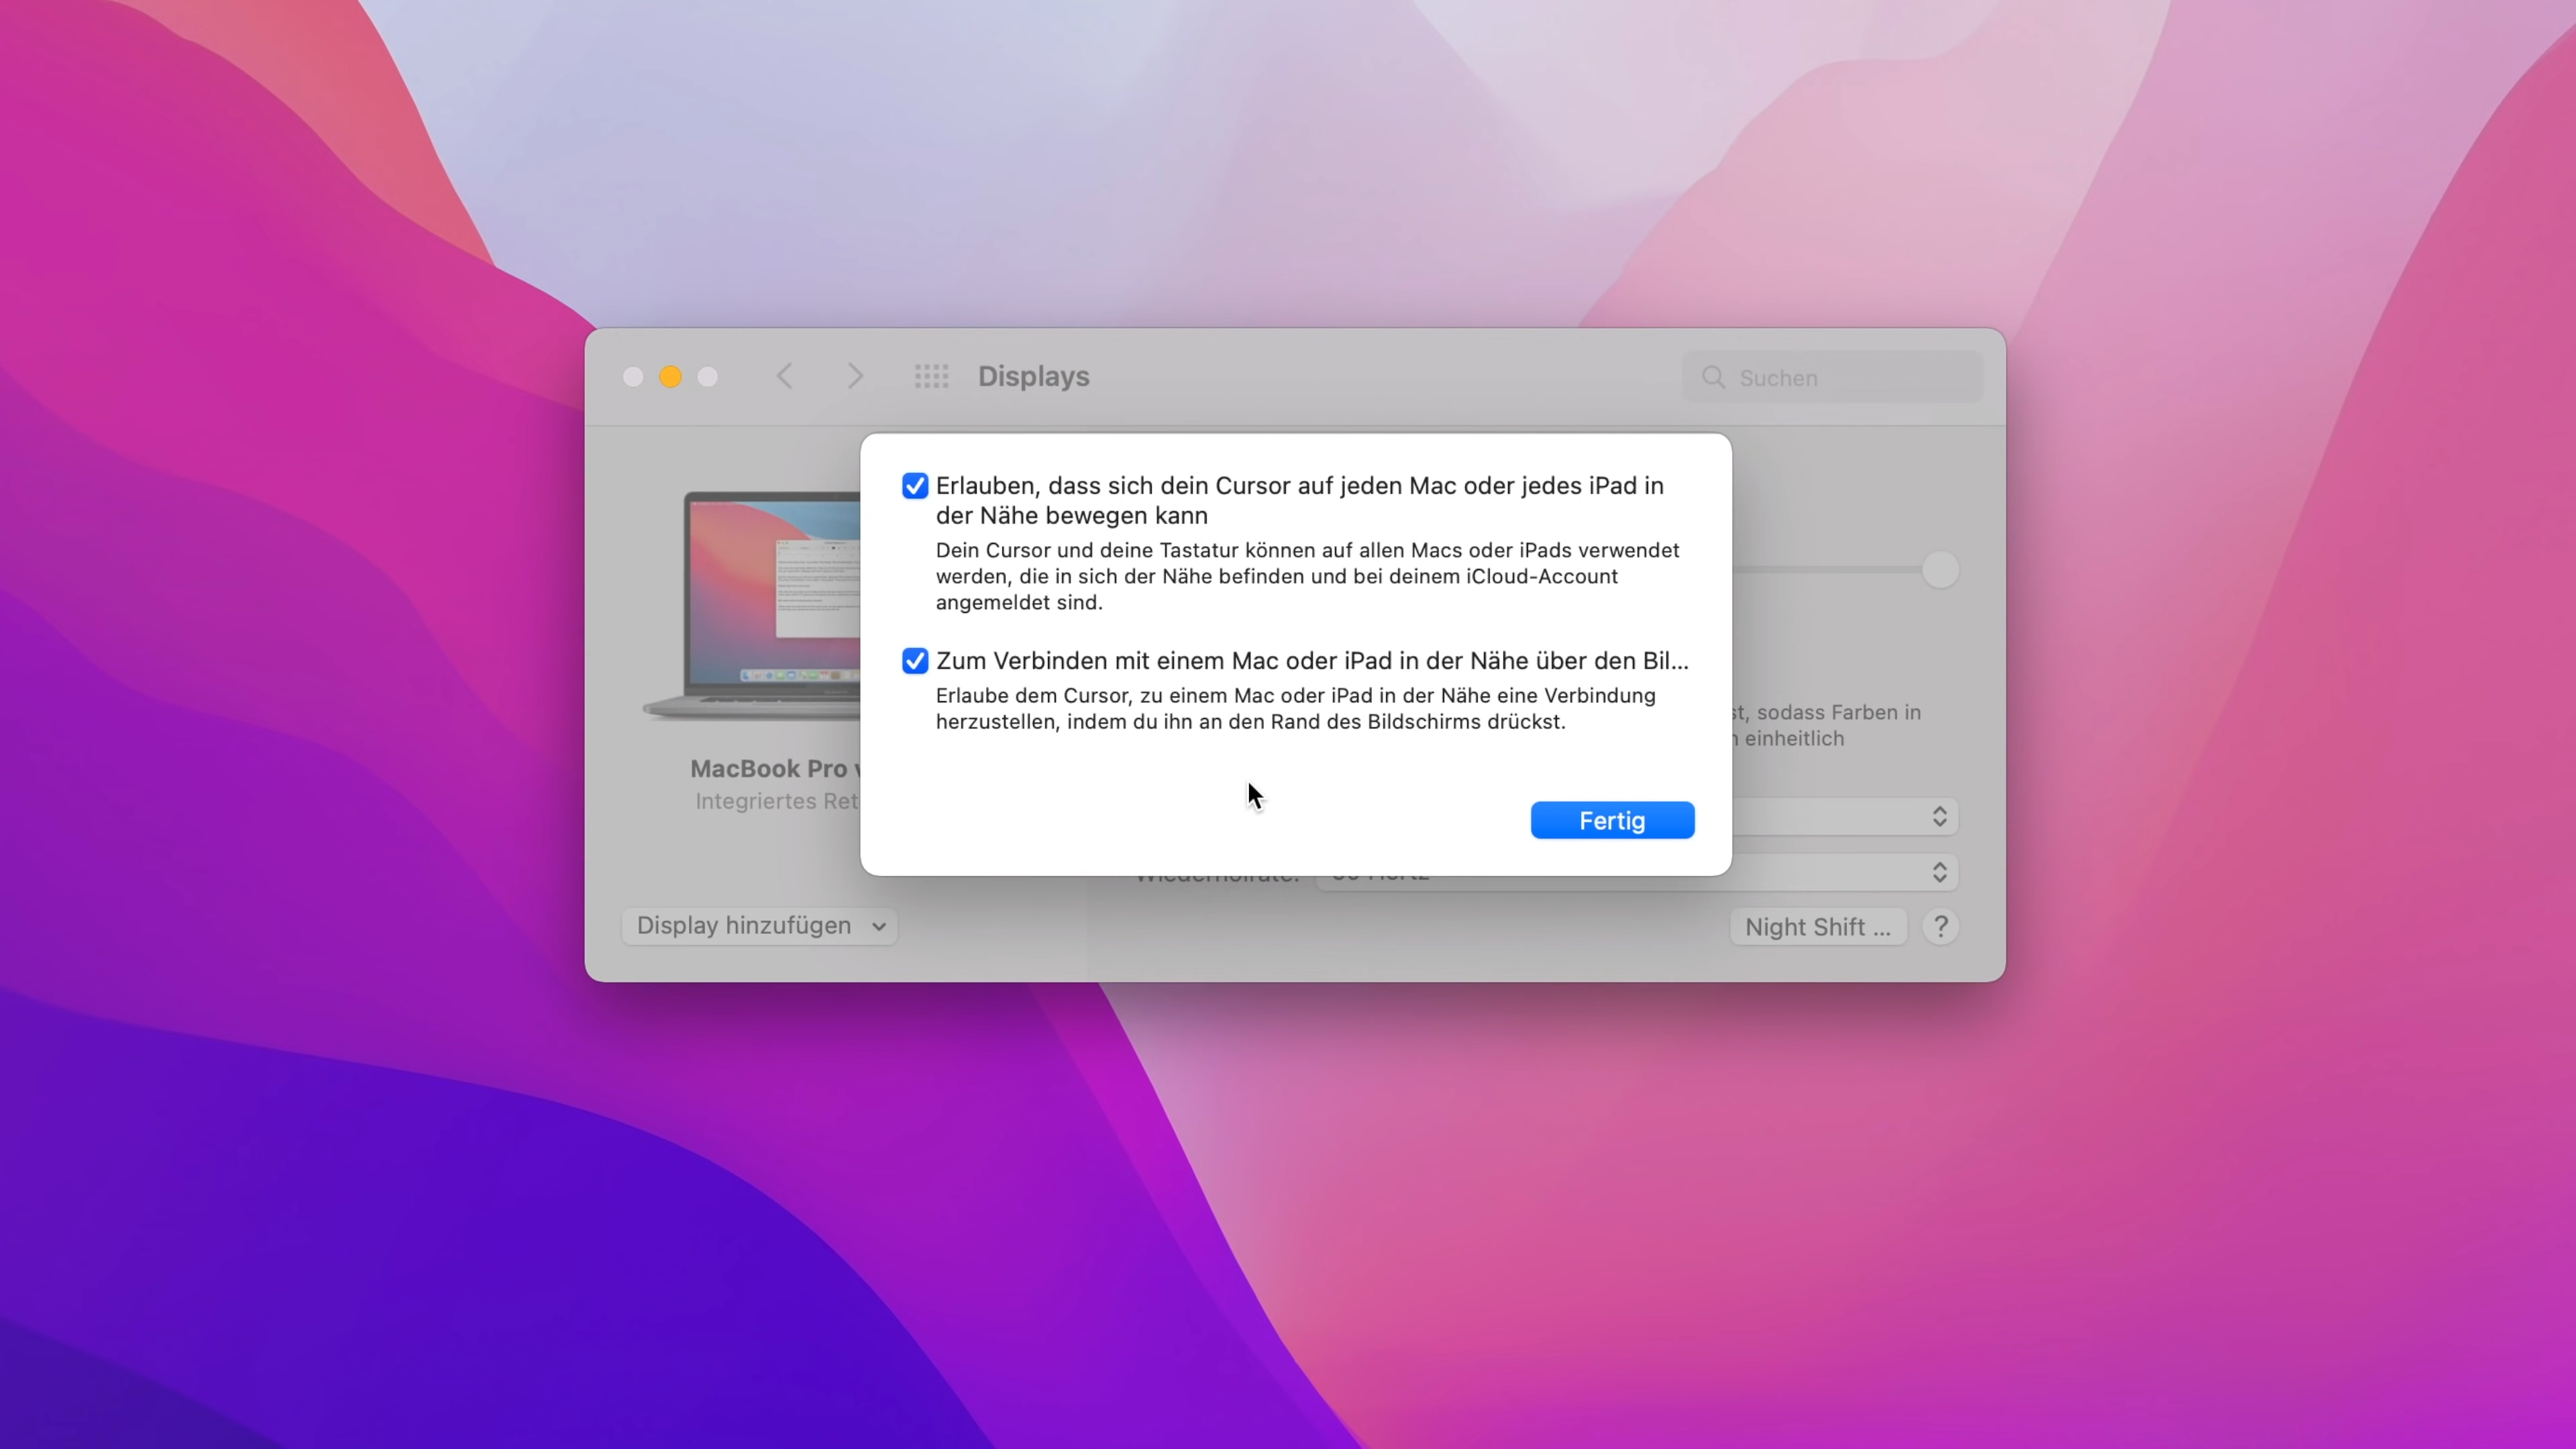 Displays
Suchen
Erlauben, dass sich dein Cursor auf jeden Mac oder jedes iPad in
der Nähe bewegen kann
Dein Cursor und deine Tastatur können auf allen Macs oder iPads verwendet
werden, die in sich der Nähe befinden und bei deinem iCloud-Account
angemeldet sind.
Zum Verbinden mit einem Mac oder iPad in der Nähe über den Bil...
Erlaube dem Cursor, zu einem Mac oder iPad in der Nähe eine Verbindung
herzustellen, indem du ihn an den Rand des Bildschirms drückst.
Fertig
st, sodass Farben in
einheitlich
MacBook Pro
Integriertes Ret
Wiederholrate:
Display hinzufügen
Night Shift ...
?